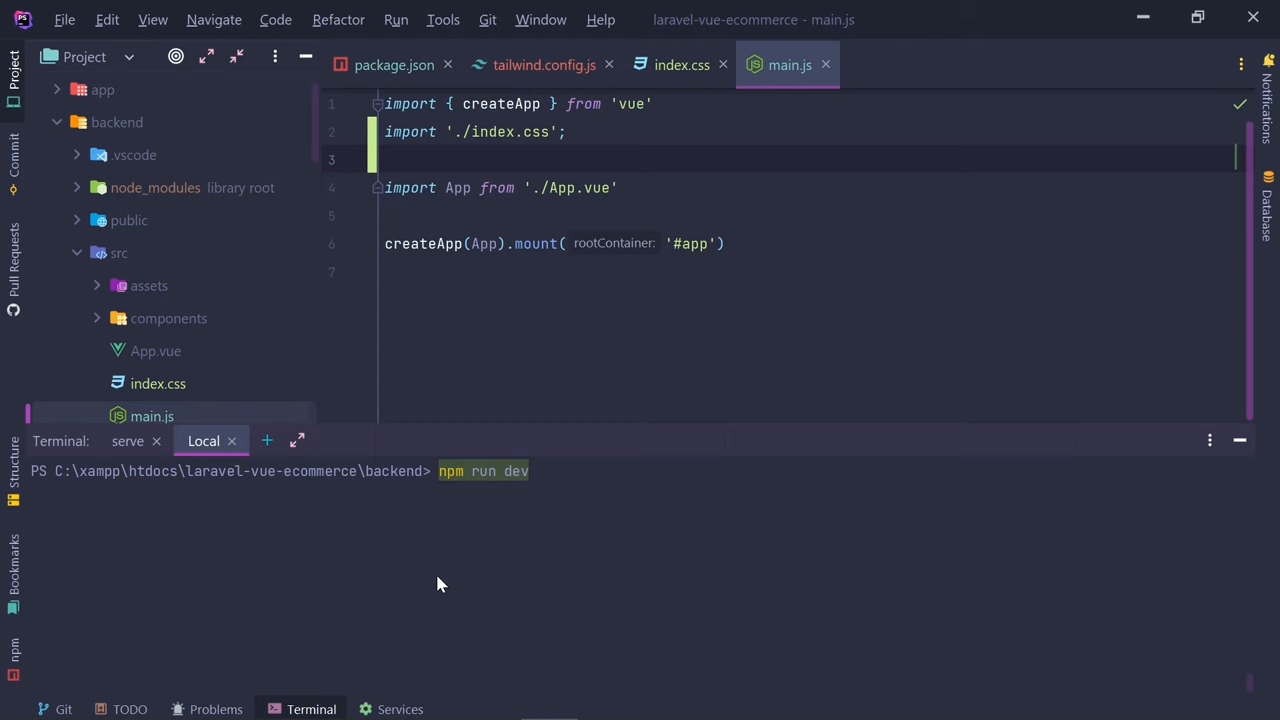 File Edit View Navigate Code Refactor Run Tools Git Window Help laravel-vue-ecommerce - main.js
Project
package.json tailwind.config.js index.css main.js
app
backend
.vscode
node_modules library root
public
src
assets
components
App.vue
index.css
main.js
1 import { createApp } from 'vue'
2 import './index.css';
3
4 import App from './App.vue'
5
6 createApp(App).mount( rootContainer: '#app')
7
Project
Commit
Pull Requests
Structure
Bookmarks
npm
Notifications
Database
Terminal: serve Local
PS C:\xampp\htdocs\laravel-vue-ecommerce\backend> npm run dev
Git TODO Problems Terminal Services